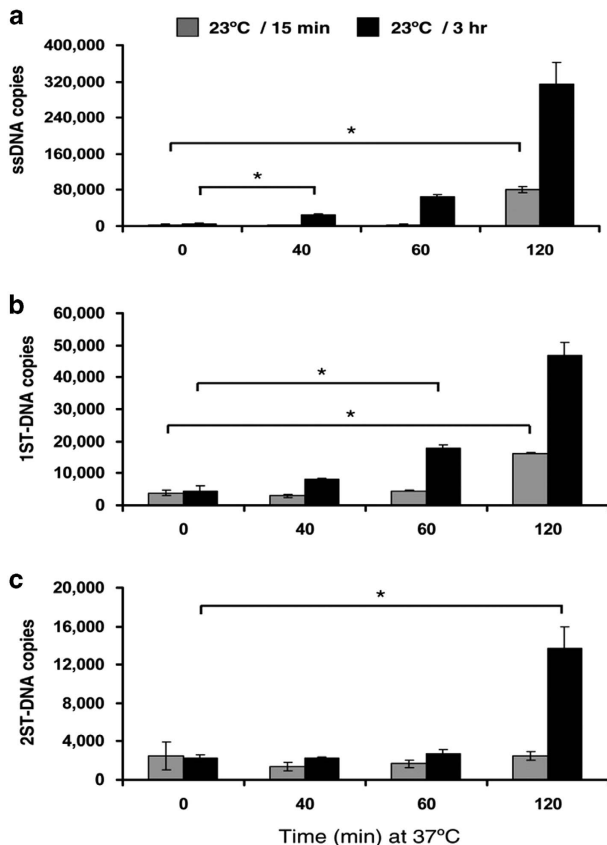 a
23ºC / 15 min 23ºC / 3 hr
ssDNA copies
400,000
320,000
240,000
160,000
80,000
0
*
*
0 40 60 120
b
1ST-DNA copies
60,000
50,000
40,000
30,000
20,000
10,000
0
*
*
0 40 60 120
c
2ST-DNA copies
20,000
16,000
12,000
8,000
4,000
0
*
0 40 60 120
Time (min) at 37ºC